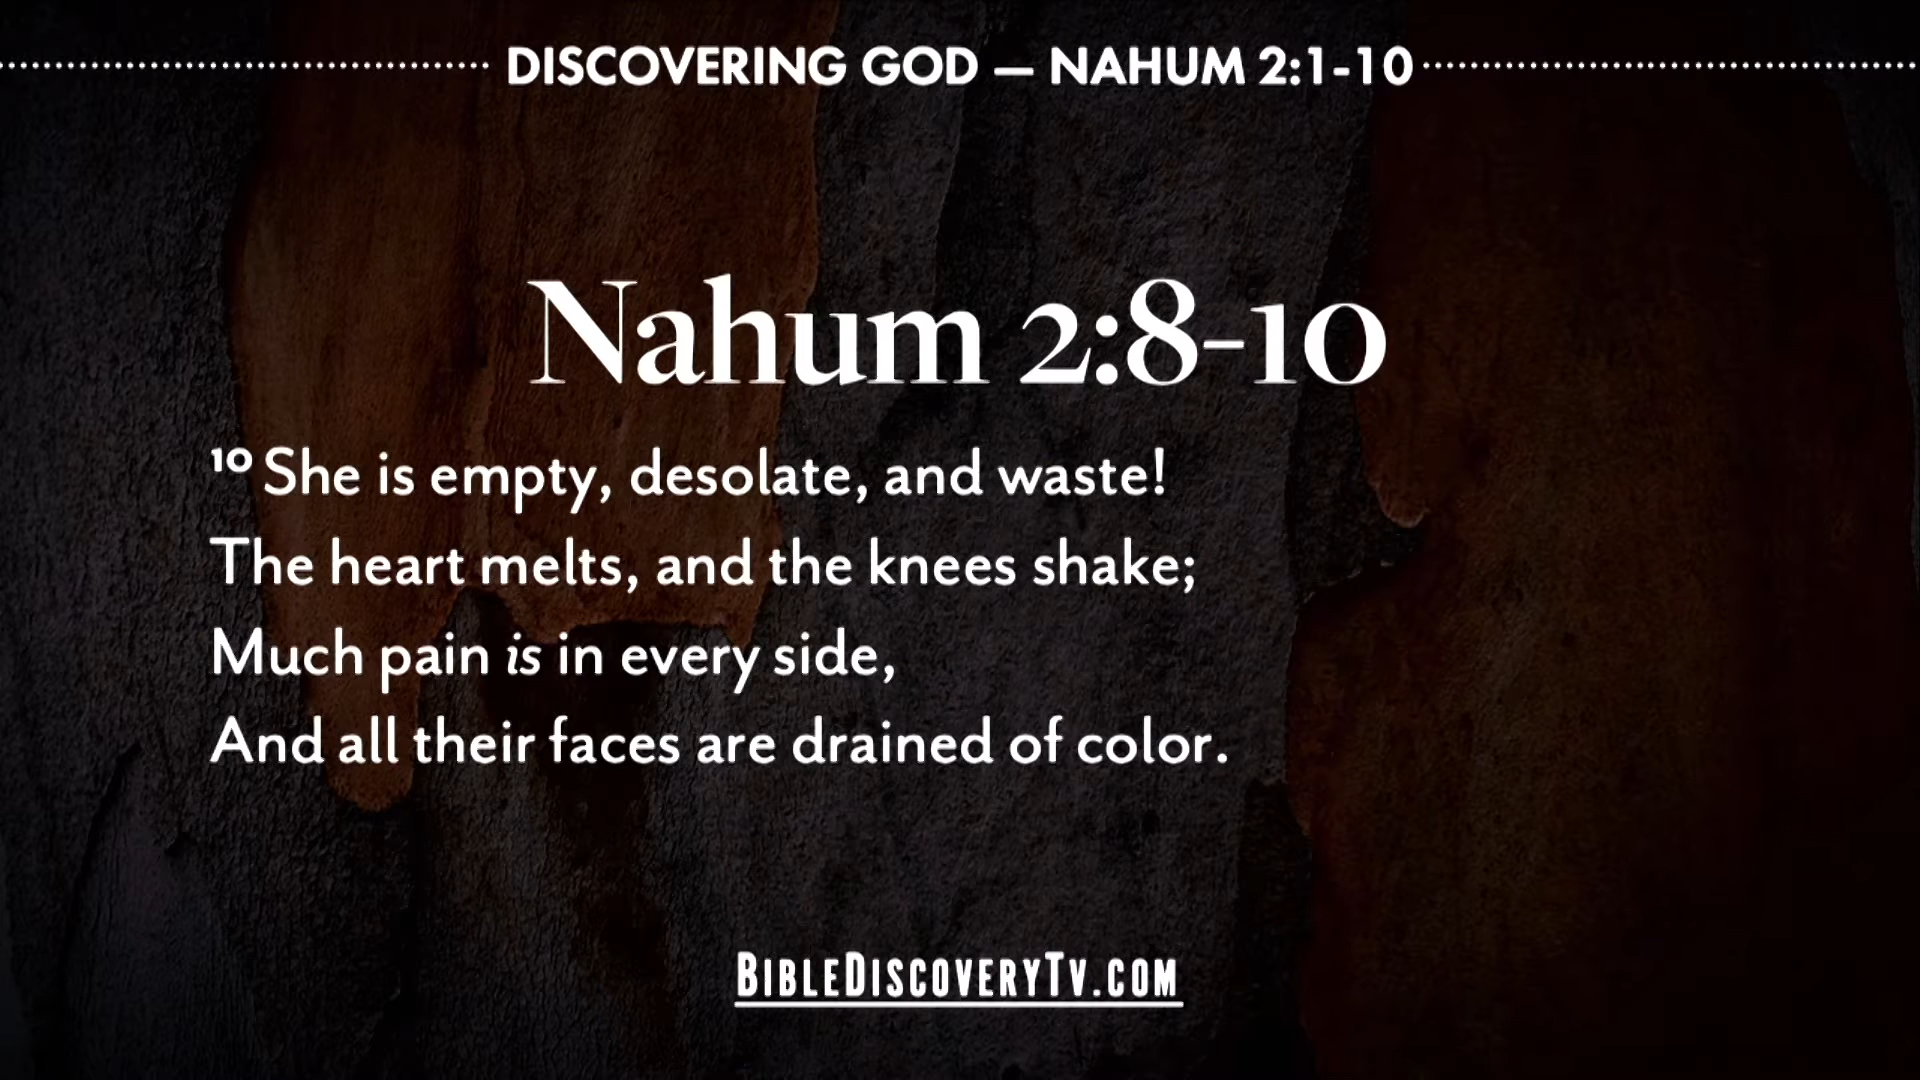 DISCOVERING GOD — NAHUM 2:1-10
Nahum 2:8-10
¹⁰ She is empty, desolate, and waste!
The heart melts, and the knees shake;
Much pain is in every side,
And all their faces are drained of color.
BIBLEDISCOVERYTV.COM